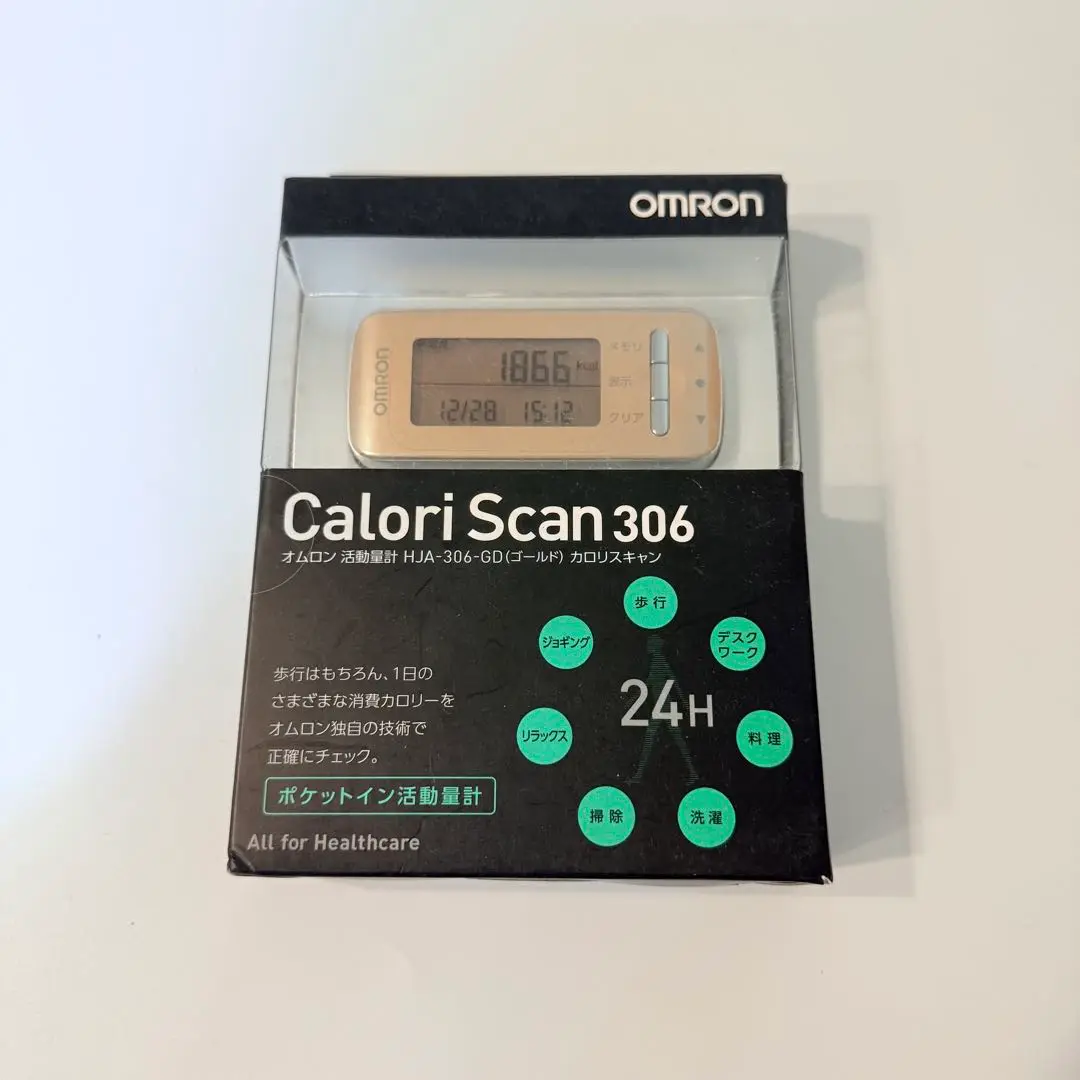 OMRON
OMRON
1866 kcal
12/28 15:12
メモリ
表示
クリア
Calori Scan 306
オムロン 活動量計 HJA-306-GD(ゴールド) カロリスキャン
歩行
ジョギング
デスク
ワーク
24H
リラックス
料理
掃除
洗濯
歩行はもちろん、1日の
さまざまな消費カロリーを
オムロン独自の技術で
正確にチェック。
ポケットイン活動量計
All for Healthcare